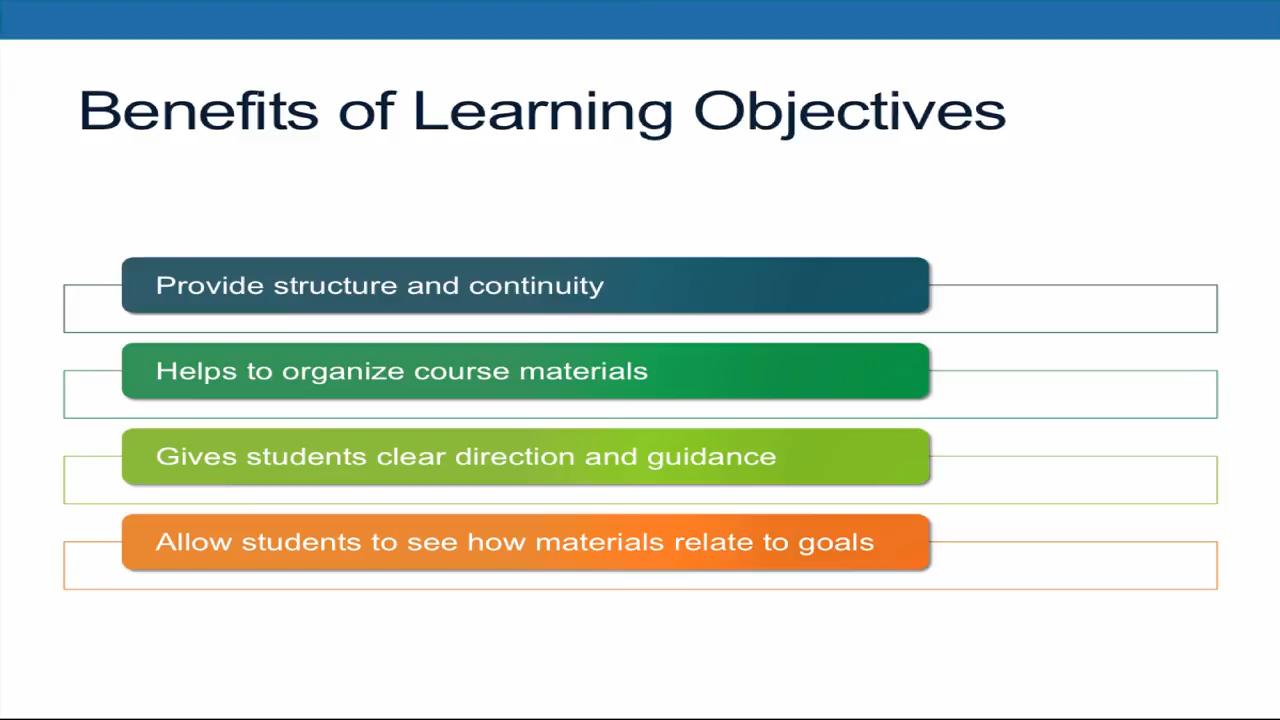 Benefits of Learning Objectives
Provide structure and continuity
Helps to organize course materials
Gives students clear direction and guidance
Allow students to see how materials relate to goals